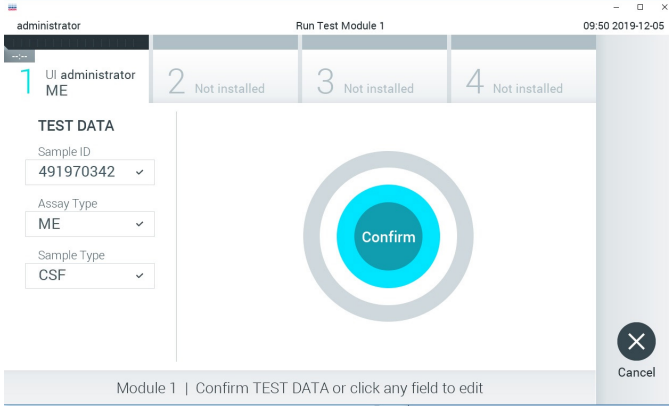 administrator
Run Test Module 1
09:50 2019-12-05
--:--
1 UI administrator
ME
2 Not installed
3 Not installed
4 Not installed
TEST DATA
Sample ID
491970342
Assay Type
ME
Sample Type
CSF
Confirm
Cancel
Module 1 | Confirm TEST DATA or click any field to edit